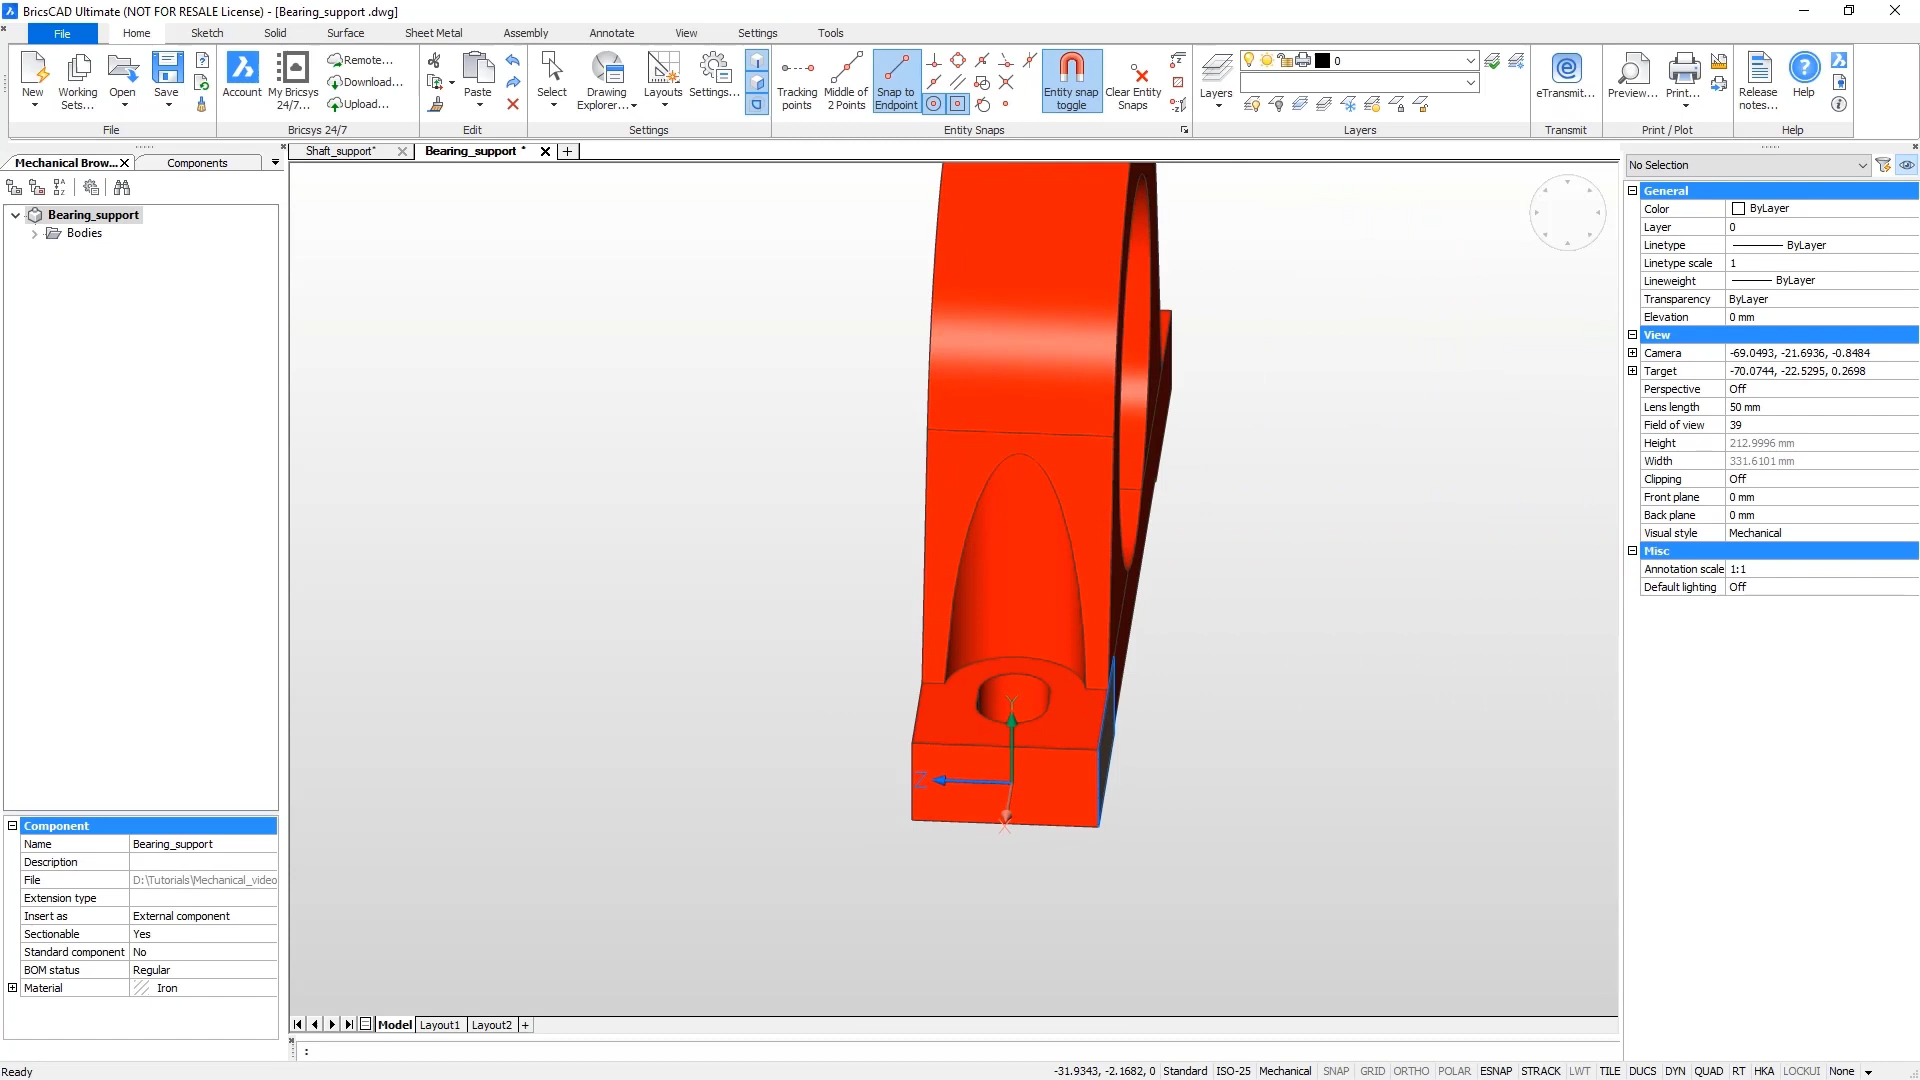 BricsCAD Ultimate (NOT FOR RESALE License) - [Bearing_support .dwg]
File Home Sketch Solid Surface Sheet Metal Assembly Annotate View Settings Tools
New
Working Sets...
Open
Save
File
Account
My Bricsys 24/7...
Remote...
Download...
Upload...
Bricsys 24/7
Paste
Edit
Select
Drawing Explorer...
Layouts
Settings...
Settings
Tracking points
Middle of 2 Points
Snap to Endpoint
Entity snap toggle
Clear Entity Snaps
Entity Snaps
Layers
0
Layers
eTransmit...
Transmit
Preview...
Print...
Print / Plot
Release notes...
Help
Help
Mechanical Brow... Components
Shaft_support* Bearing_support *
Bearing_support
Bodies
Component
Name Bearing_support
Description
File D:\Tutorials\Mechanical_video
Extension type
Insert as External component
Sectionable Yes
Standard component No
BOM status Regular
Material Iron
Y
Z
X
No Selection
General
Color ByLayer
Layer 0
Linetype ByLayer
Linetype scale 1
Lineweight ByLayer
Transparency ByLayer
Elevation 0 mm
View
Camera -69.0493, -21.6936, -0.8484
Target -70.0744, -22.5295, 0.2698
Perspective Off
Lens length 50 mm
Field of view 39
Height 212.9996 mm
Width 331.6101 mm
Clipping Off
Front plane 0 mm
Back plane 0 mm
Visual style Mechanical
Misc
Annotation scale 1:1
Default lighting Off
Model Layout1 Layout2 +
:
Ready
-31.9343, -2.1682, 0 Standard ISO-25 Mechanical SNAP GRID ORTHO POLAR ESNAP STRACK LWT TILE DUCS DYN QUAD RT HKA LOCKUI None